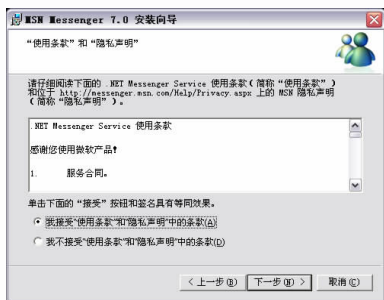 MSN Messenger 7.0 安装向导
“使用条款” 和 “隐私声明”
请仔细阅读下面的 .NET Messenger Service 使用条款（简称“使用条款”）
和位于 http://messenger.msn.com/Help/Privacy.aspx 上的 MSN 隐私声明
（简称“隐私声明”）。
.NET Messenger Service 使用条款
感谢您使用微软产品！
1. 服务合同。
单击下面的 “接受” 按钮和签名具有同等效果。
我接受“使用条款”和“隐私声明”中的条款(A)
我不接受“使用条款”和“隐私声明”中的条款(D)
< 上一步(B) 下一步(N) > 取消(C)